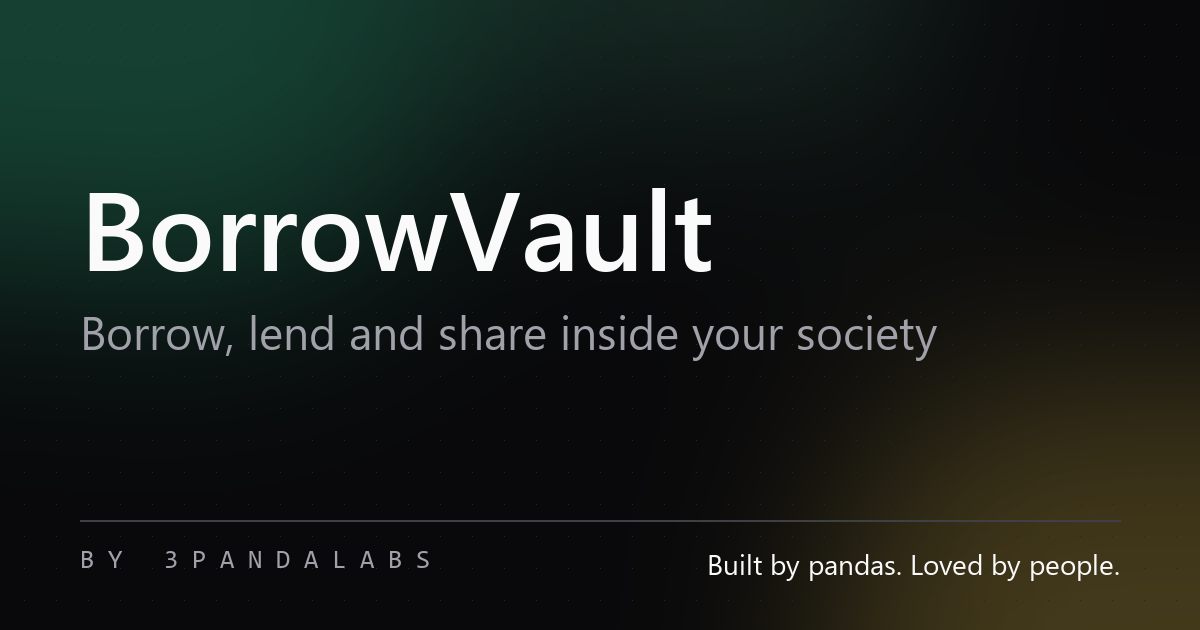 BorrowVault
Borrow, lend and share inside your society
BY 3PANDALABS
Built by pandas. Loved by people.